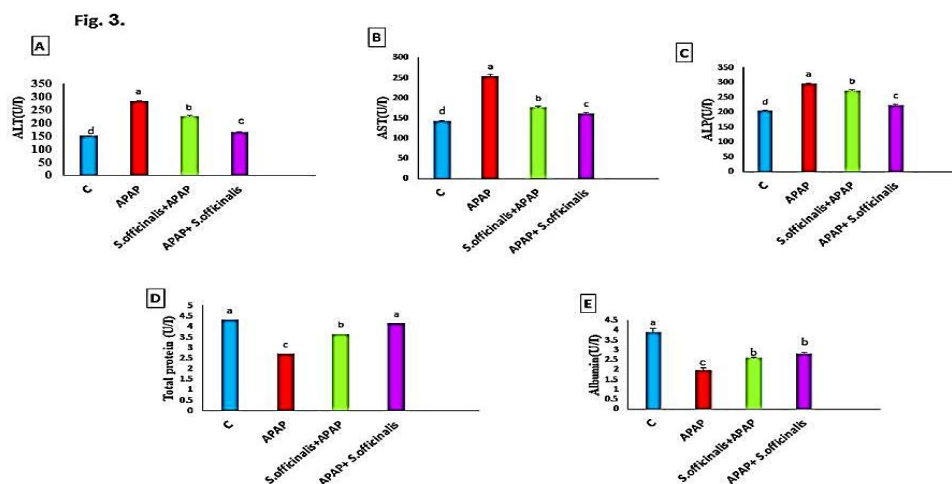 Fig. 3.
A
ALT(U/I)
350
300
250
200
150
100
50
0
d
a
b
c
C
APAP
S.officinalis+APAP
APAP+ S.officinalis
B
AST(U/I)
300
250
200
150
100
50
0
d
a
b
c
C
APAP
S.officinalis+APAP
APAP+ S.officinalis
C
ALP(U/I)
350
300
250
200
150
100
50
0
d
a
b
c
C
APAP
S.officinalis+APAP
APAP+ S.officinalis
D
Total protein (U/I)
5
4.5
4
3.5
3
2.5
2
1.5
1
0.5
0
a
c
b
a
C
APAP
S.officinalis+APAP
APAP+ S.officinalis
E
Albumin(U/I)
4.5
4
3.5
3
2.5
2
1.5
1
0.5
0
a
c
b
b
C
APAP
S.officinalis+APAP
APAP+ S.officinalis